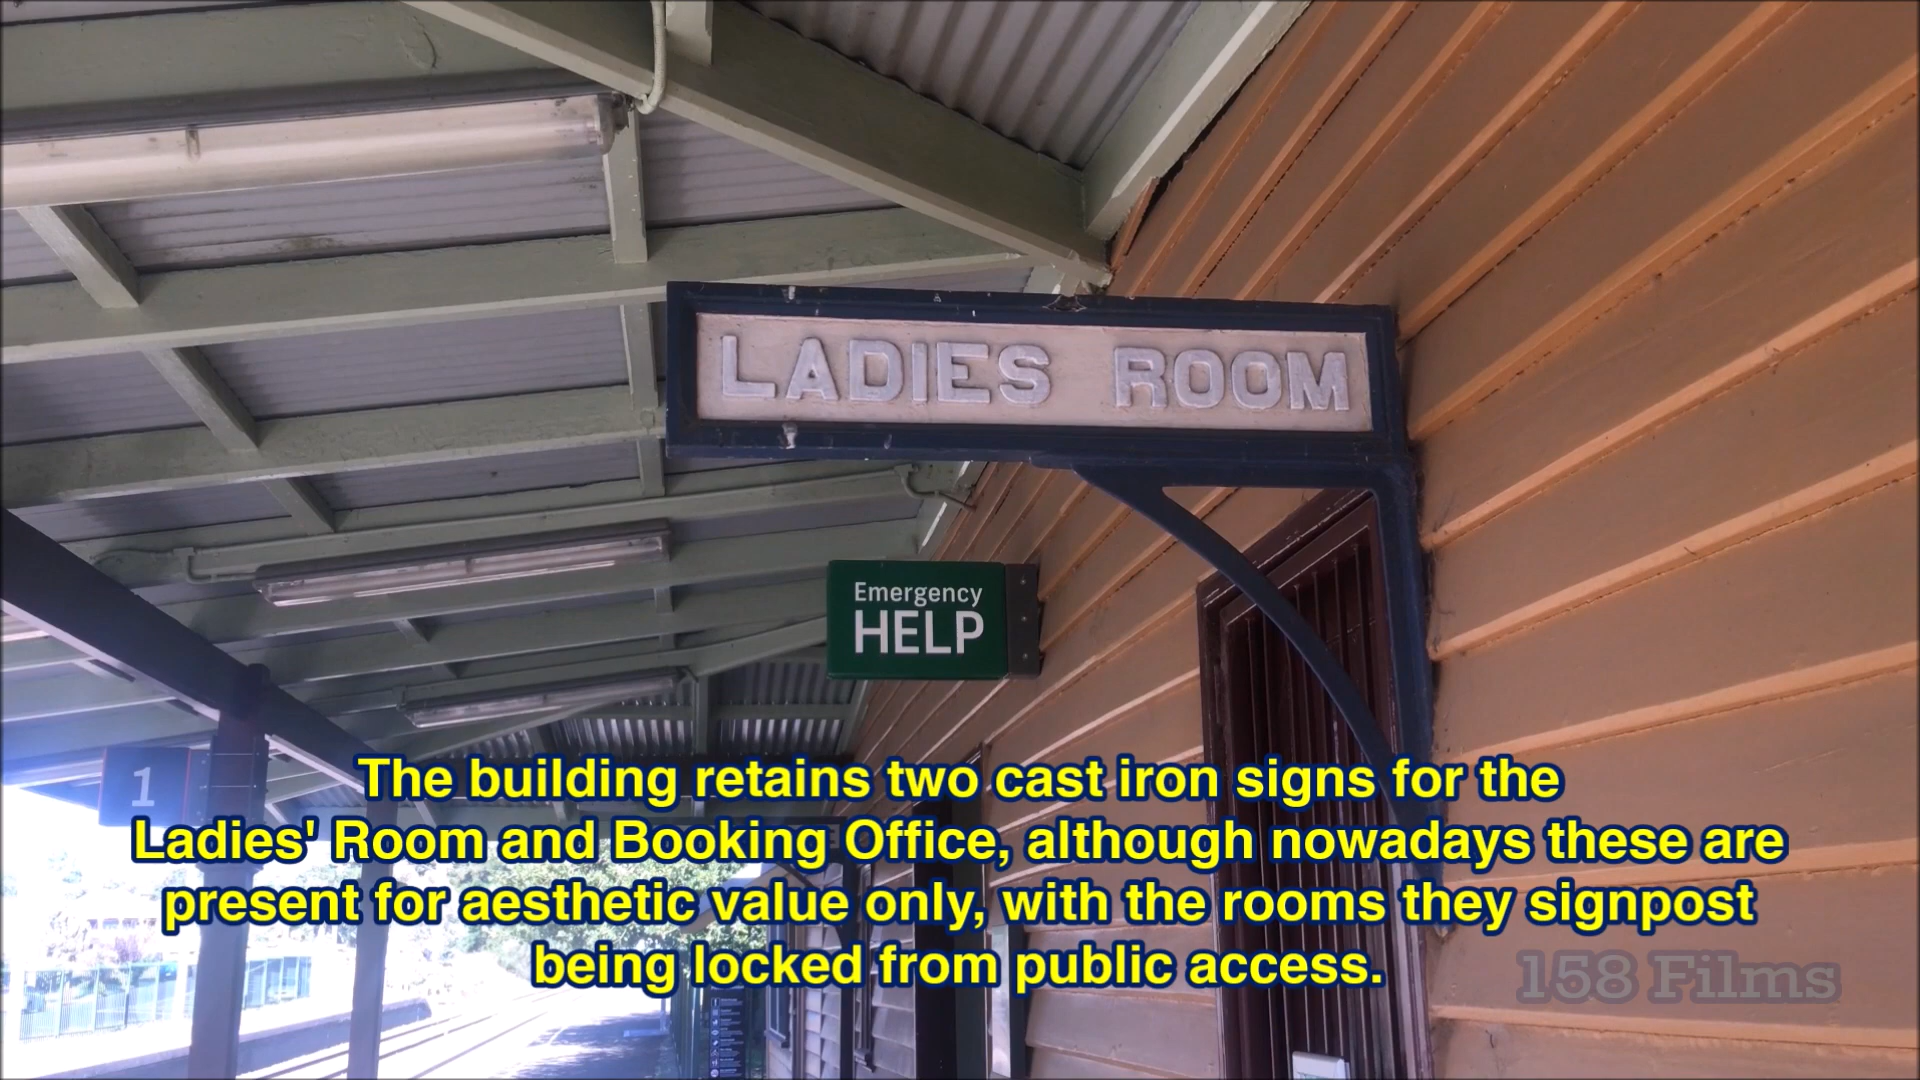 LADIES ROOM
Emergency
HELP
1
The building retains two cast iron signs for the
Ladies' Room and Booking Office, although nowadays these are
present for aesthetic value only, with the rooms they signpost
being locked from public access.
158 Films